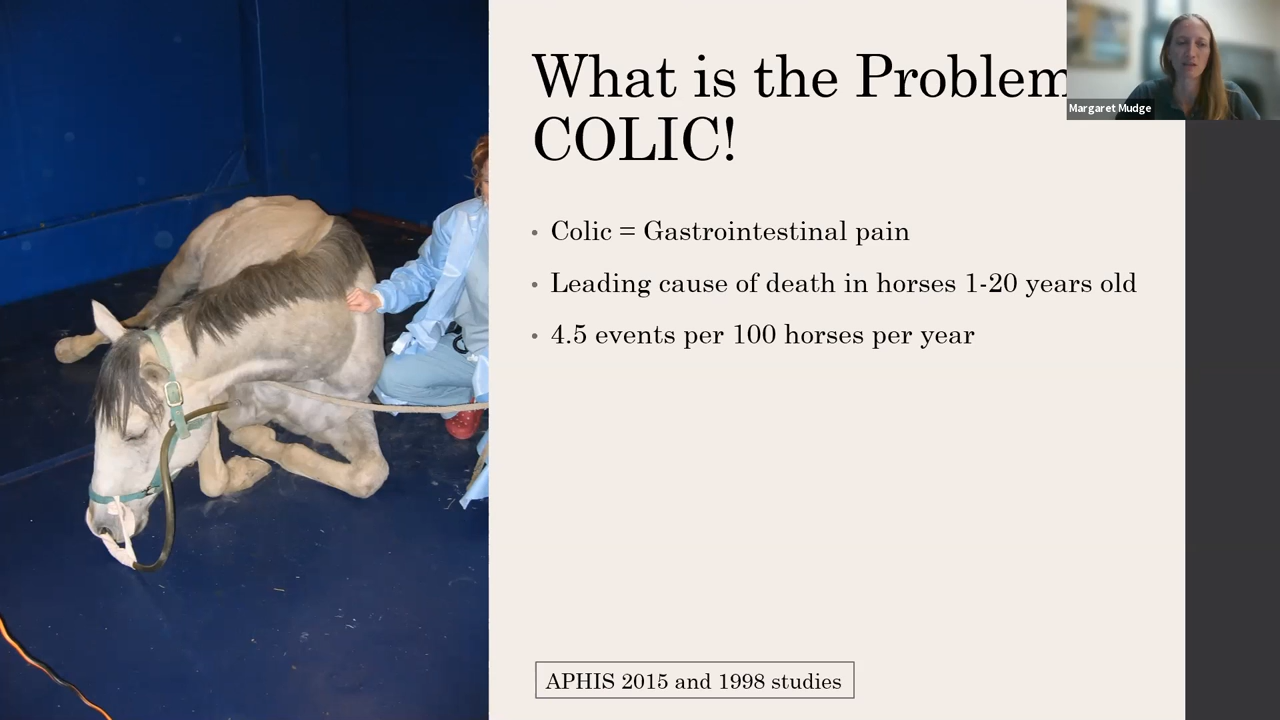 What is the Problem
COLIC!
Margaret Mudge
• Colic = Gastrointestinal pain
• Leading cause of death in horses 1-20 years old
• 4.5 events per 100 horses per year
APHIS 2015 and 1998 studies